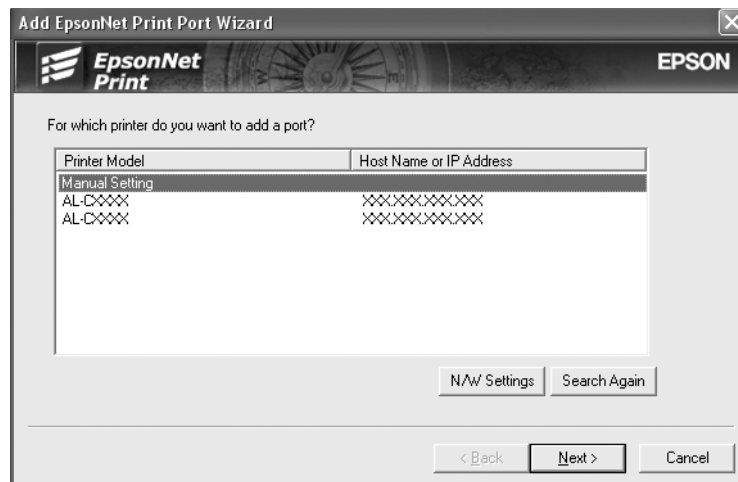 Add EpsonNet Print Port Wizard
EpsonNet
Print
EPSON
For which printer do you want to add a port?
Printer Model Host Name or IP Address
Manual Setting
AL-CXXXX XXX.XXX.XXX.XXX
AL-CXXXX XXX.XXX.XXX.XXX
N/W Settings Search Again
< Back Next > Cancel